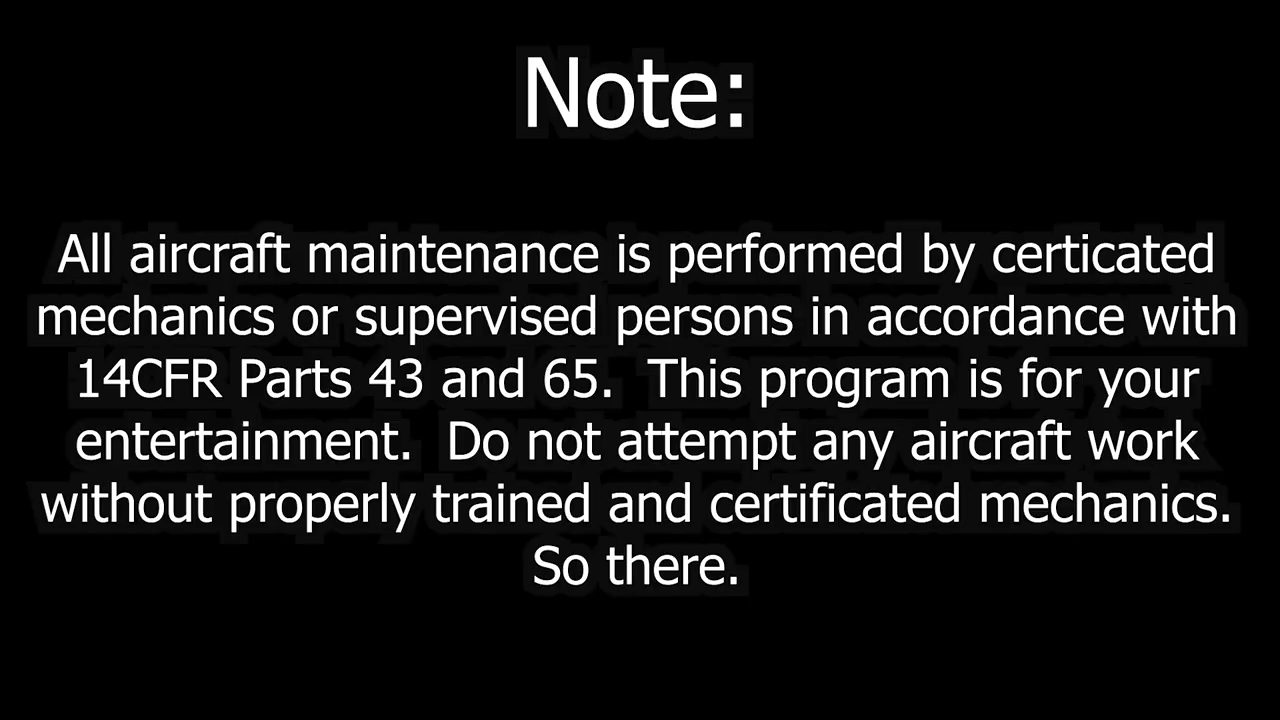 Note:
All aircraft maintenance is performed by certicated
mechanics or supervised persons in accordance with
14CFR Parts 43 and 65.  This program is for your
entertainment.  Do not attempt any aircraft work
without properly trained and certificated mechanics.
So there.